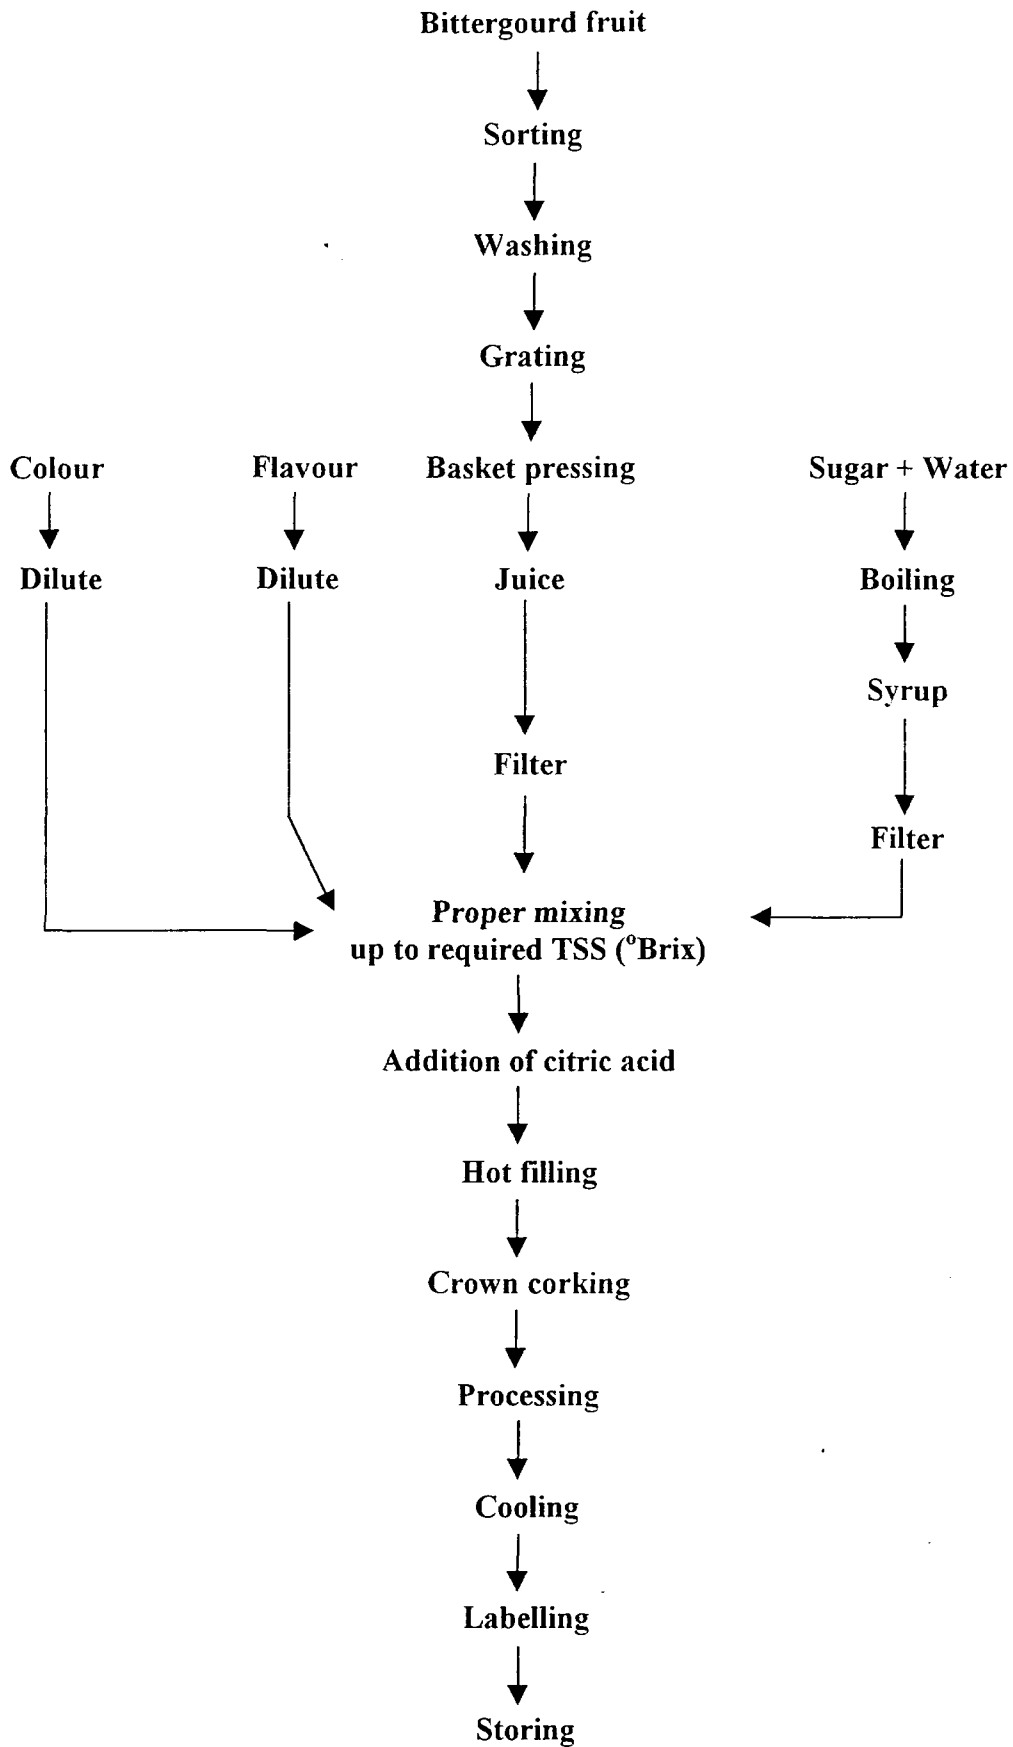 Bittergourd fruit
Sorting
Washing
Grating
Colour
Flavour
Basket pressing
Sugar + Water
Dilute
Dilute
Juice
Boiling
Syrup
Filter
Filter
Proper mixing
up to required TSS (°Brix)
Addition of citric acid
Hot filling
Crown corking
Processing
Cooling
Labelling
Storing